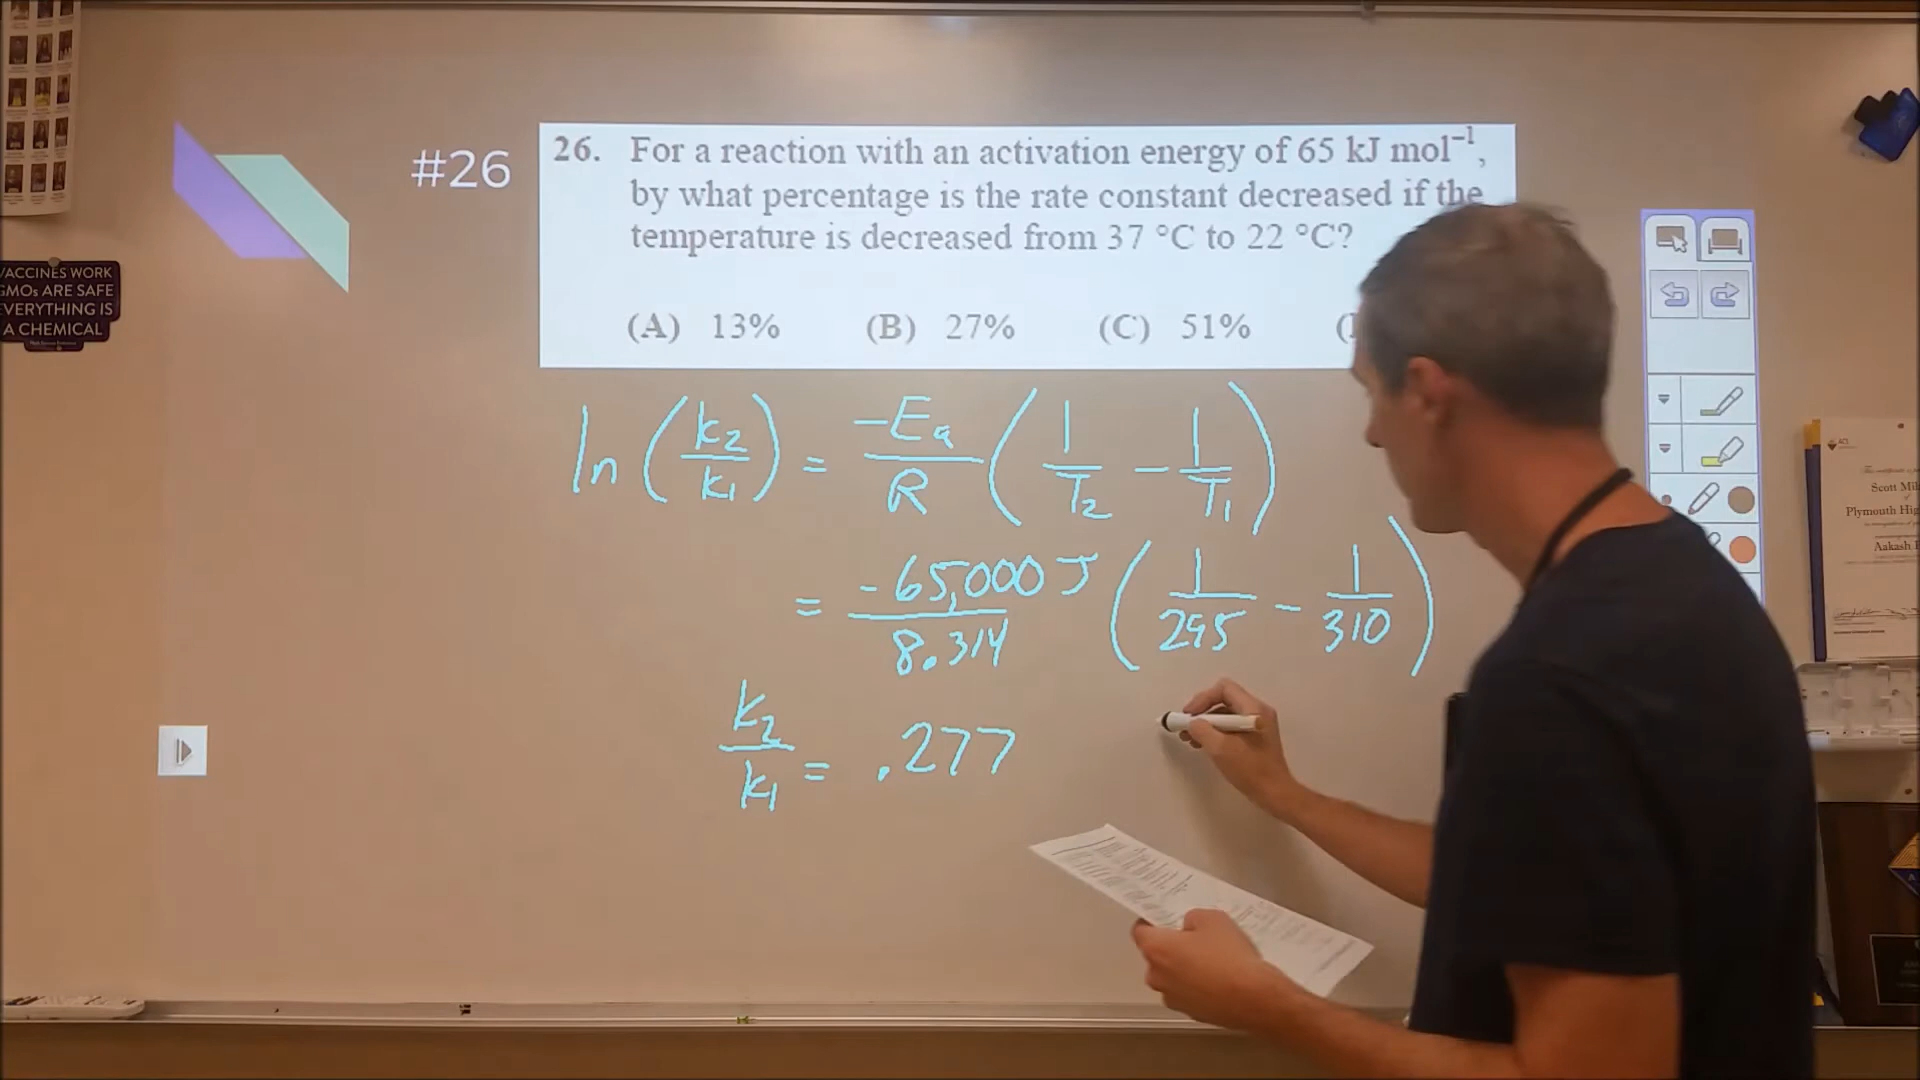 #26
26. For a reaction with an activation energy of 65 kJ mol⁻¹,
by what percentage is the rate constant decreased if the
temperature is decreased from 37 °C to 22 °C?
(A) 13% (B) 27% (C) 51%
ln(k2/k1) = -Ea/R (1/T2 - 1/T1)
= -65,000 J/8.314 (1/295 - 1/310)
k2/k1 = .277
VACCINES WORK
GMOs ARE SAFE
EVERYTHING IS
A CHEMICAL
ACS
Scott Mil
Plymouth Hig
Aakash